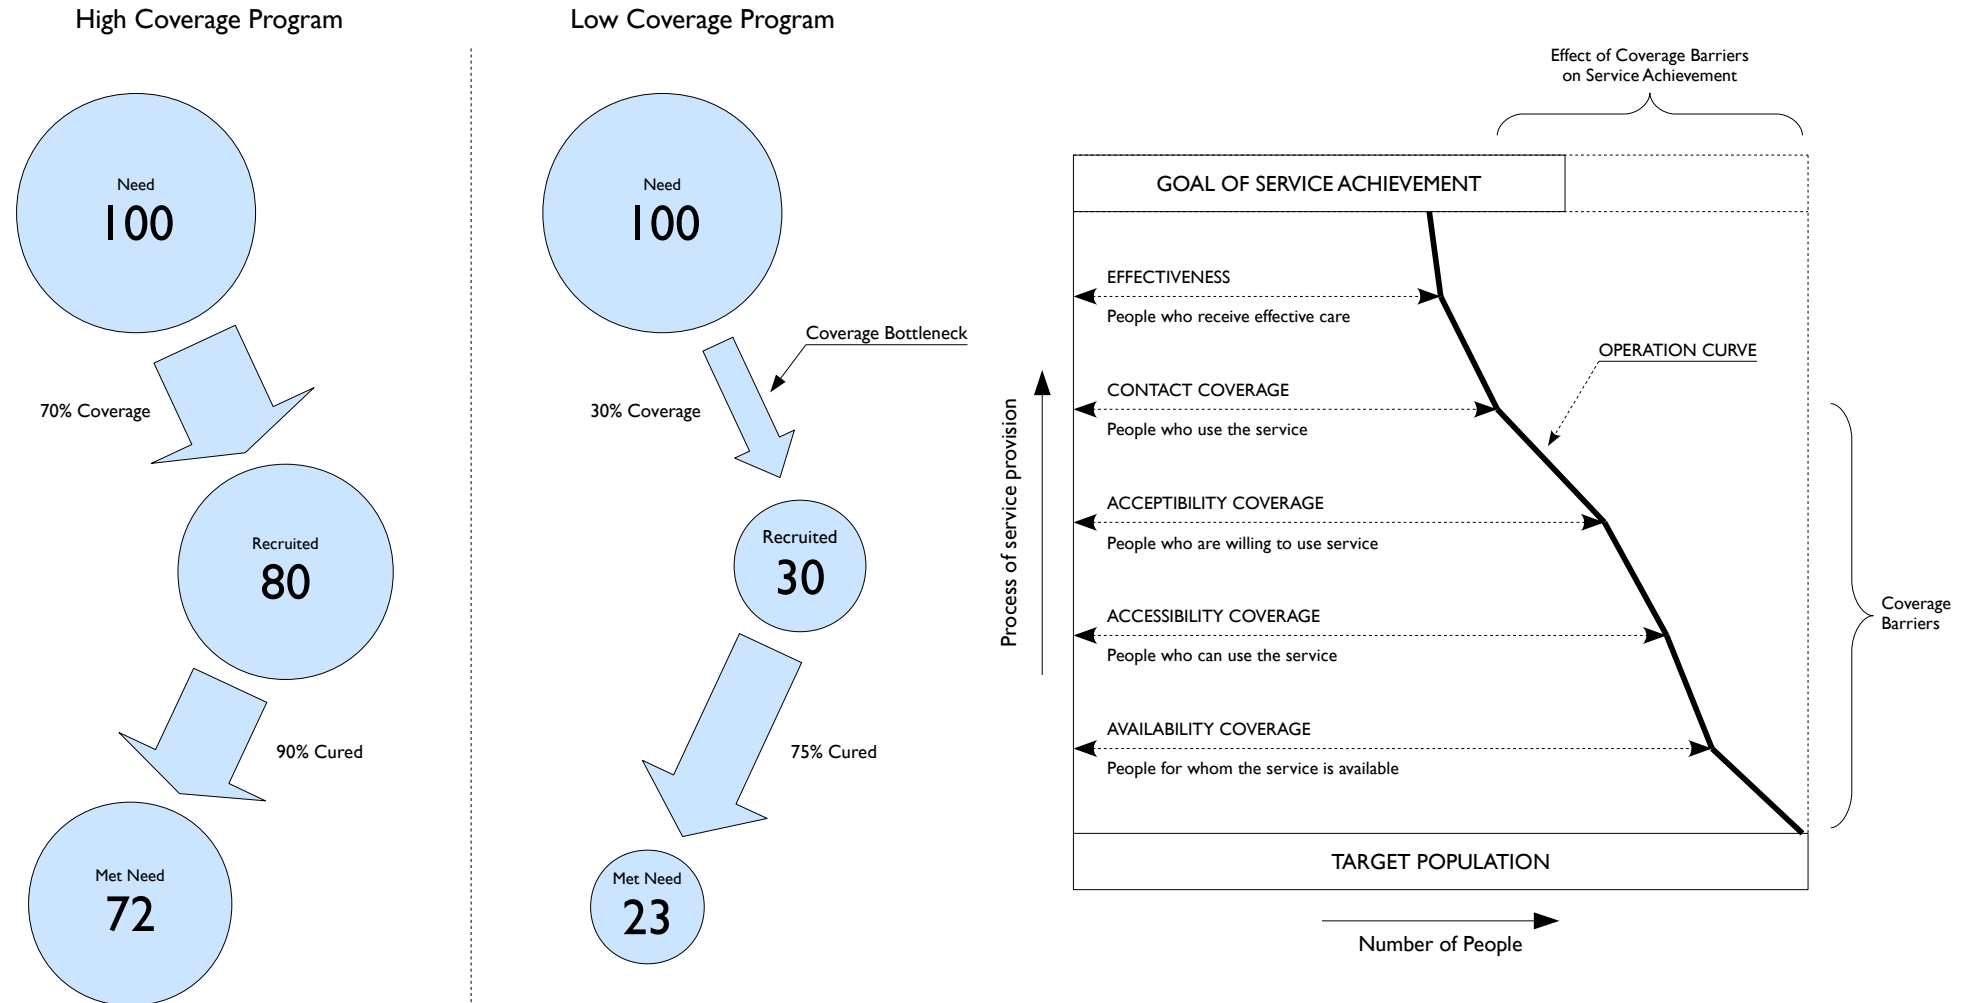 High Coverage Program
Need
100
70% Coverage
Recruited
80
90% Cured
Met Need
72
Low Coverage Program
Need
100
Coverage Bottleneck
30% Coverage
Recruited
30
75% Cured
Met Need
23
Effect of Coverage Barriers
on Service Achievement
GOAL OF SERVICE ACHIEVEMENT
EFFECTIVENESS
People who receive effective care
OPERATION CURVE
CONTACT COVERAGE
People who use the service
ACCEPTIBILITY COVERAGE
People who are willing to use service
ACCESSIBILITY COVERAGE
People who can use the service
AVAILABILITY COVERAGE
People for whom the service is available
Process of service provision
Coverage
Barriers
TARGET POPULATION
Number of People